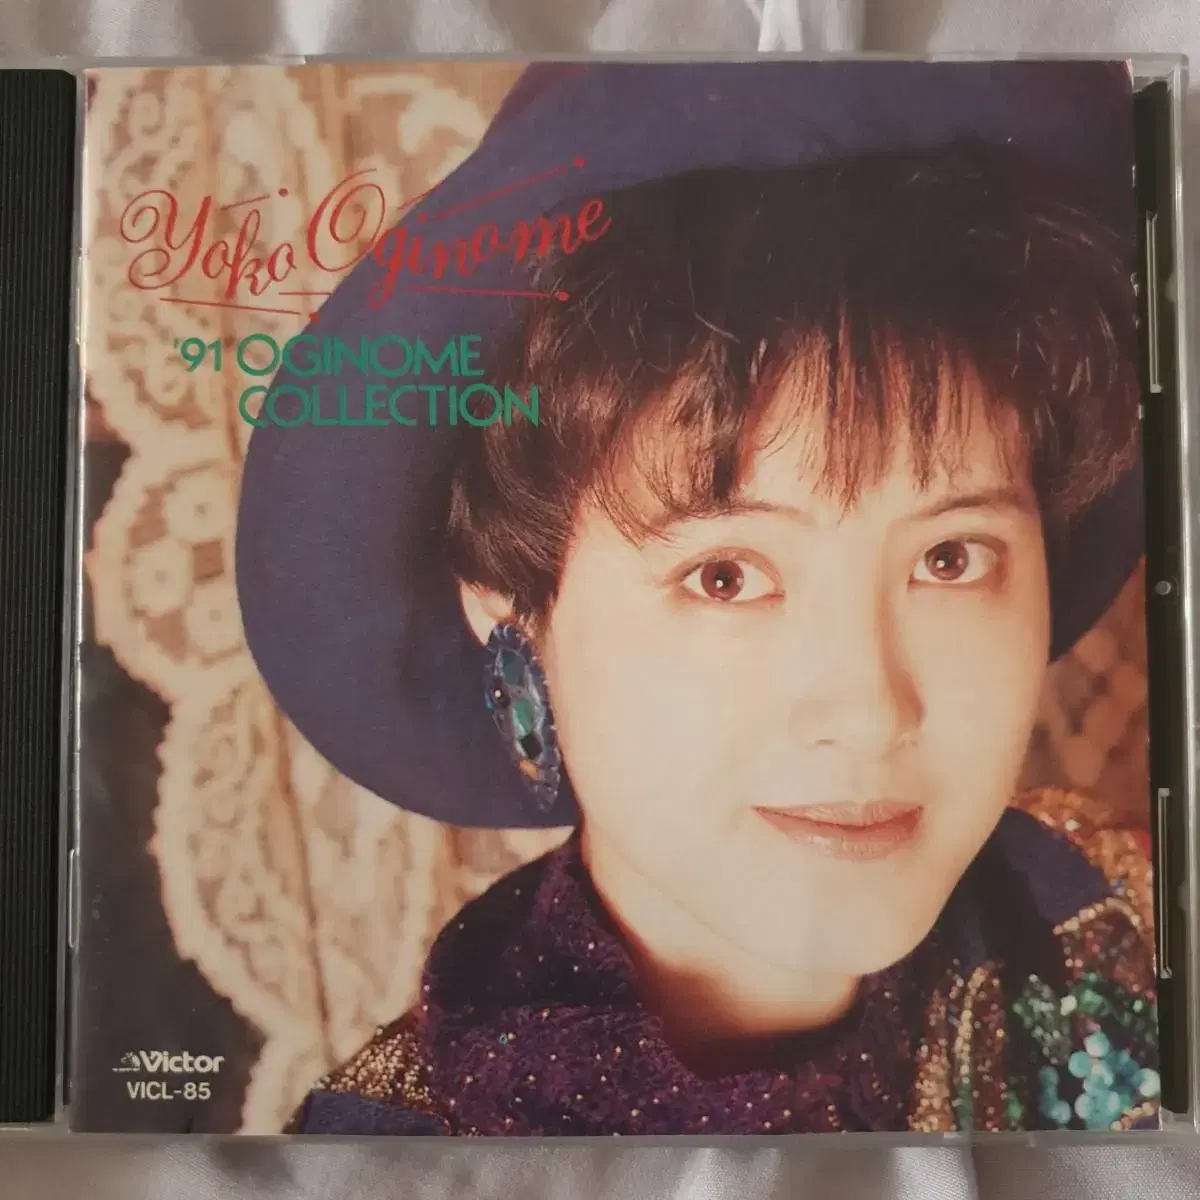 Yoko Oginome
'91 OGINOME
COLLECTION
Victor
VICL-85